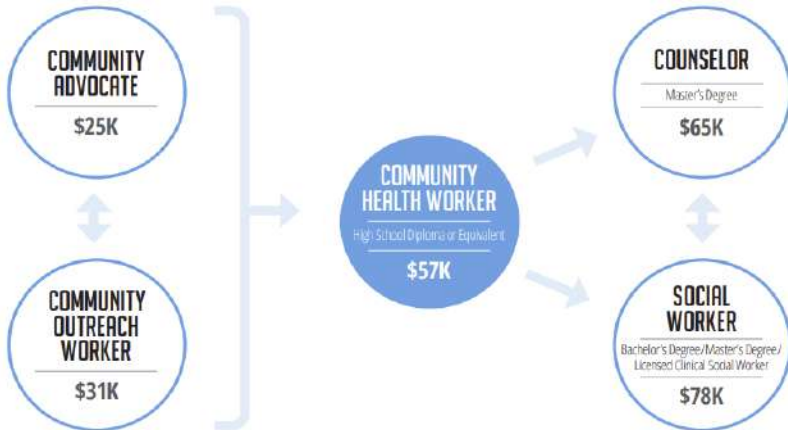 COMMUNITY
ADVOCATE
$25K
COMMUNITY
OUTREACH
WORKER
$31K
COMMUNITY
HEALTH WORKER
High School Diploma or Equivalent
$57K
COUNSELOR
Master's Degree
$65K
SOCIAL
WORKER
Bachelor's Degree/Master's Degree/
Licensed Clinical Social Worker
$78K